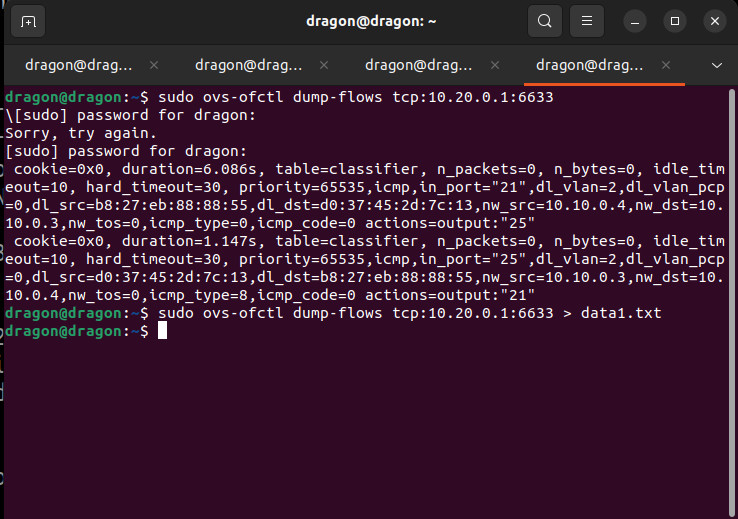 dragon@dragon: ~
dragon@drag... × dragon@drag... × dragon@drag... × dragon@drag... ×
dragon@dragon:~$ sudo ovs-ofctl dump-flows tcp:10.20.0.1:6633
\[sudo] password for dragon:
Sorry, try again.
[sudo] password for dragon:
 cookie=0x0, duration=6.086s, table=classifier, n_packets=0, n_bytes=0, idle_tim
eout=10, hard_timeout=30, priority=65535,icmp,in_port="21",dl_vlan=2,dl_vlan_pcp
=0,dl_src=b8:27:eb:88:88:55,dl_dst=d0:37:45:2d:7c:13,nw_src=10.10.0.4,nw_dst=10.
10.0.3,nw_tos=0,icmp_type=0,icmp_code=0 actions=output:"25"
 cookie=0x0, duration=1.147s, table=classifier, n_packets=0, n_bytes=0, idle_tim
eout=10, hard_timeout=30, priority=65535,icmp,in_port="25",dl_vlan=2,dl_vlan_pcp
=0,dl_src=d0:37:45:2d:7c:13,dl_dst=b8:27:eb:88:88:55,nw_src=10.10.0.3,nw_dst=10.
10.0.4,nw_tos=0,icmp_type=8,icmp_code=0 actions=output:"21"
dragon@dragon:~$ sudo ovs-ofctl dump-flows tcp:10.20.0.1:6633 > data1.txt
dragon@dragon:~$